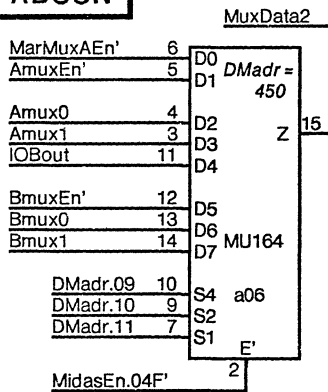 MuxData2
MarMuxAEn' 6 D0 DMadr =
AmuxEn' 5 D1 450
Amux0 4 D2 15
Amux1 3 D3 Z
IOBout 11 D4
BmuxEn' 12 D5
Bmux0 13 D6 MU164
Bmux1 14 D7
DMadr.09 10 S4 a06
DMadr.10 9 S2
DMadr.11 7 S1
E'
2
MidasEn.04F'